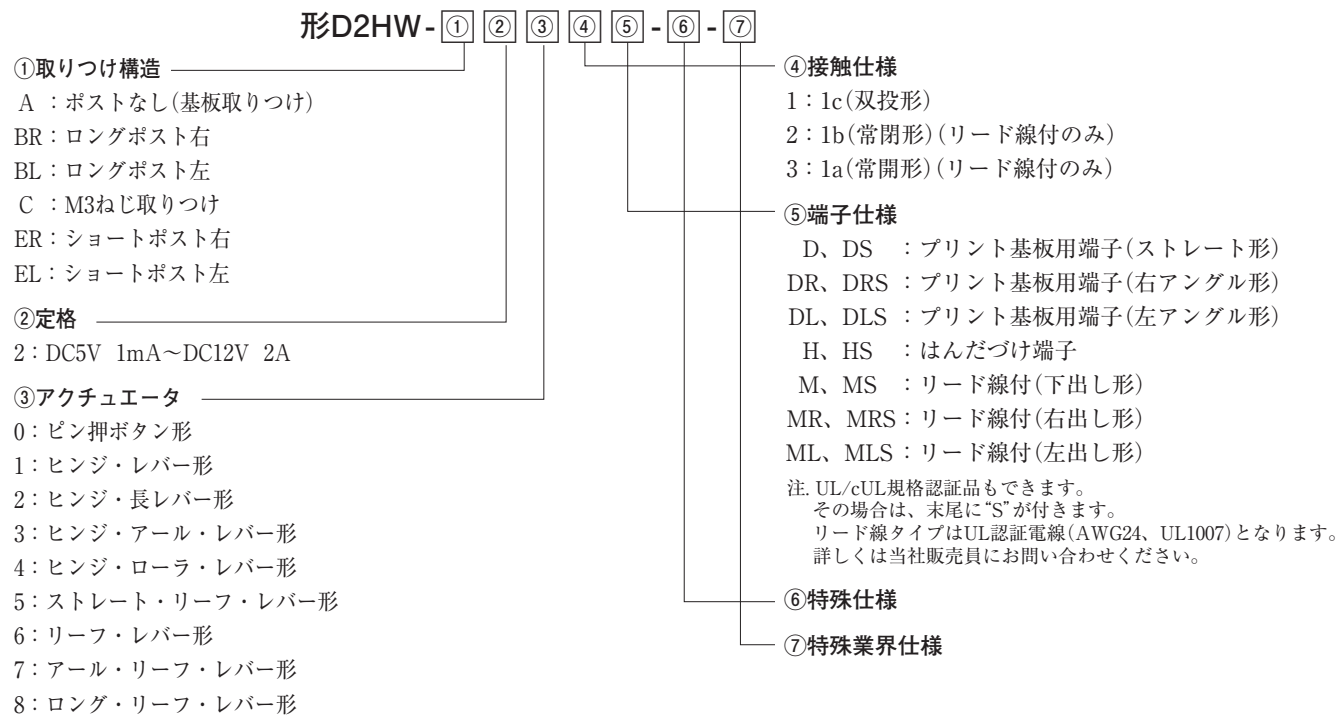 形D2HW-① ② ③ ④ ⑤ - ⑥ - ⑦
①取りつけ構造
A :ポストなし(基板取りつけ)
BR:ロングポスト右
BL:ロングポスト左
C :M3ねじ取りつけ
ER:ショートポスト右
EL:ショートポスト左
②定格
2:DC5V 1mA～DC12V 2A
③アクチュエータ
0:ピン押ボタン形
1:ヒンジ・レバー形
2:ヒンジ・長レバー形
3:ヒンジ・アール・レバー形
4:ヒンジ・ローラ・レバー形
5:ストレート・リーフ・レバー形
6:リーフ・レバー形
7:アール・リーフ・レバー形
8:ロング・リーフ・レバー形
④接触仕様
1:1c(双投形)
2:1b(常閉形)(リード線付のみ)
3:1a(常開形)(リード線付のみ)
⑤端子仕様
D、DS :プリント基板用端子(ストレート形)
DR、DRS :プリント基板用端子(右アングル形)
DL、DLS :プリント基板用端子(左アングル形)
H、HS :はんだづけ端子
M、MS :リード線付(下出し形)
MR、MRS:リード線付(右出し形)
ML、MLS:リード線付(左出し形)
注. UL/cUL規格認証品もできます。
その場合は、末尾に“S”が付きます。
リード線タイプはUL認証電線(AWG24、UL1007)となります。
詳しくは当社販売員にお問い合わせください。
⑥特殊仕様
⑦特殊業界仕様